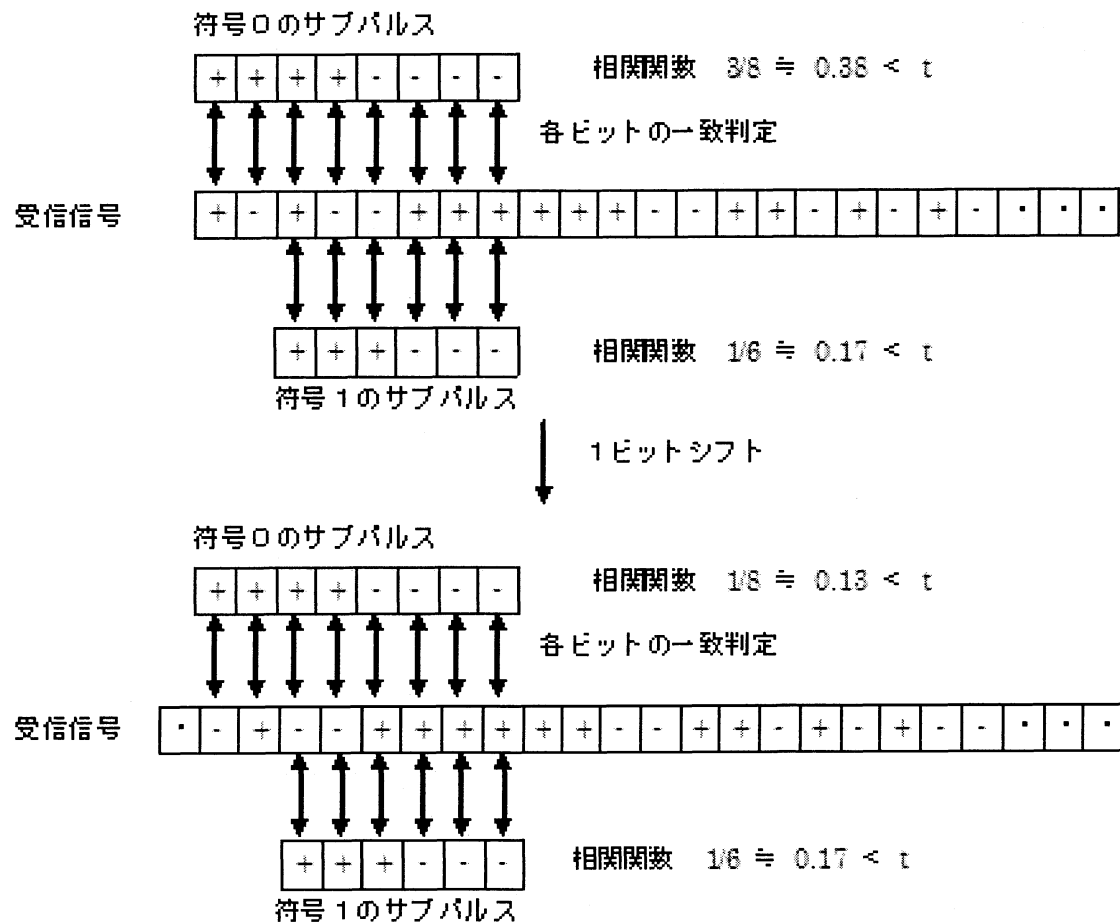 符号0のサブパルス
+ + + + - - - -
相関関数 3/8 ≒ 0.38 < t
各ビットの一致判定
受信信号
+ - + - - + + + + + + - - + + - + - + - ・ ・ ・
+ + + - - -
相関関数 1/6 ≒ 0.17 < t
符号1のサブパルス
1ビットシフト
符号0のサブパルス
+ + + + - - - -
相関関数 1/8 ≒ 0.13 < t
各ビットの一致判定
受信信号
・ - + - - + + + + + + - - + + - + - + - - ・ ・ ・
+ + + - - -
相関関数 1/6 ≒ 0.17 < t
符号1のサブパルス